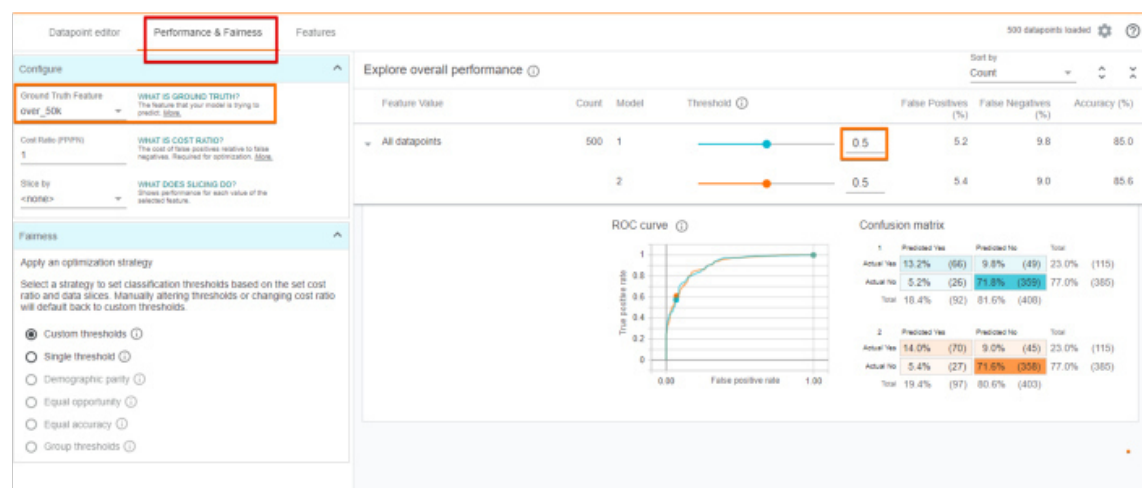 Datapoint editor Performance & Fairness Features 500 datapoints loaded
Configure
Ground Truth Feature
over_50k
WHAT IS GROUND TRUTH?
The feature that your model is trying to
predict. More.
Cost Ratio (FP/FN)
1
WHAT IS COST RATIO?
The cost of false positives relative to false
negatives. Required for optimization. More.
Slice by
<none>
WHAT DOES SLICING DO?
Shows performance for each value of the
selected feature.
Fairness
Apply an optimization strategy
Select a strategy to set classification thresholds based on the set cost
ratio and data slices. Manually altering thresholds or changing cost ratio
will default back to custom thresholds.
Custom thresholds
Single threshold
Demographic parity
Equal opportunity
Equal accuracy
Group thresholds
Explore overall performance
Sort by
Count
Feature Value Count Model Threshold False Positives (%) False Negatives (%) Accuracy (%)
All datapoints 500 1 0.5 5.2 9.8 85.0
2 0.5 5.4 9.0 85.6
ROC curve
1
0.8
0.6
0.4
0.2
0
True positive rate
0.00 False positive rate 1.00
Confusion matrix
1 Predicted Yes Predicted No Total
Actual Yes 13.2% (66) 9.8% (49) 23.0% (115)
Actual No 5.2% (26) 71.8% (359) 77.0% (385)
Total 18.4% (92) 81.6% (408)
2 Predicted Yes Predicted No Total
Actual Yes 14.0% (70) 9.0% (45) 23.0% (115)
Actual No 5.4% (27) 71.6% (358) 77.0% (385)
Total 19.4% (97) 80.6% (403)